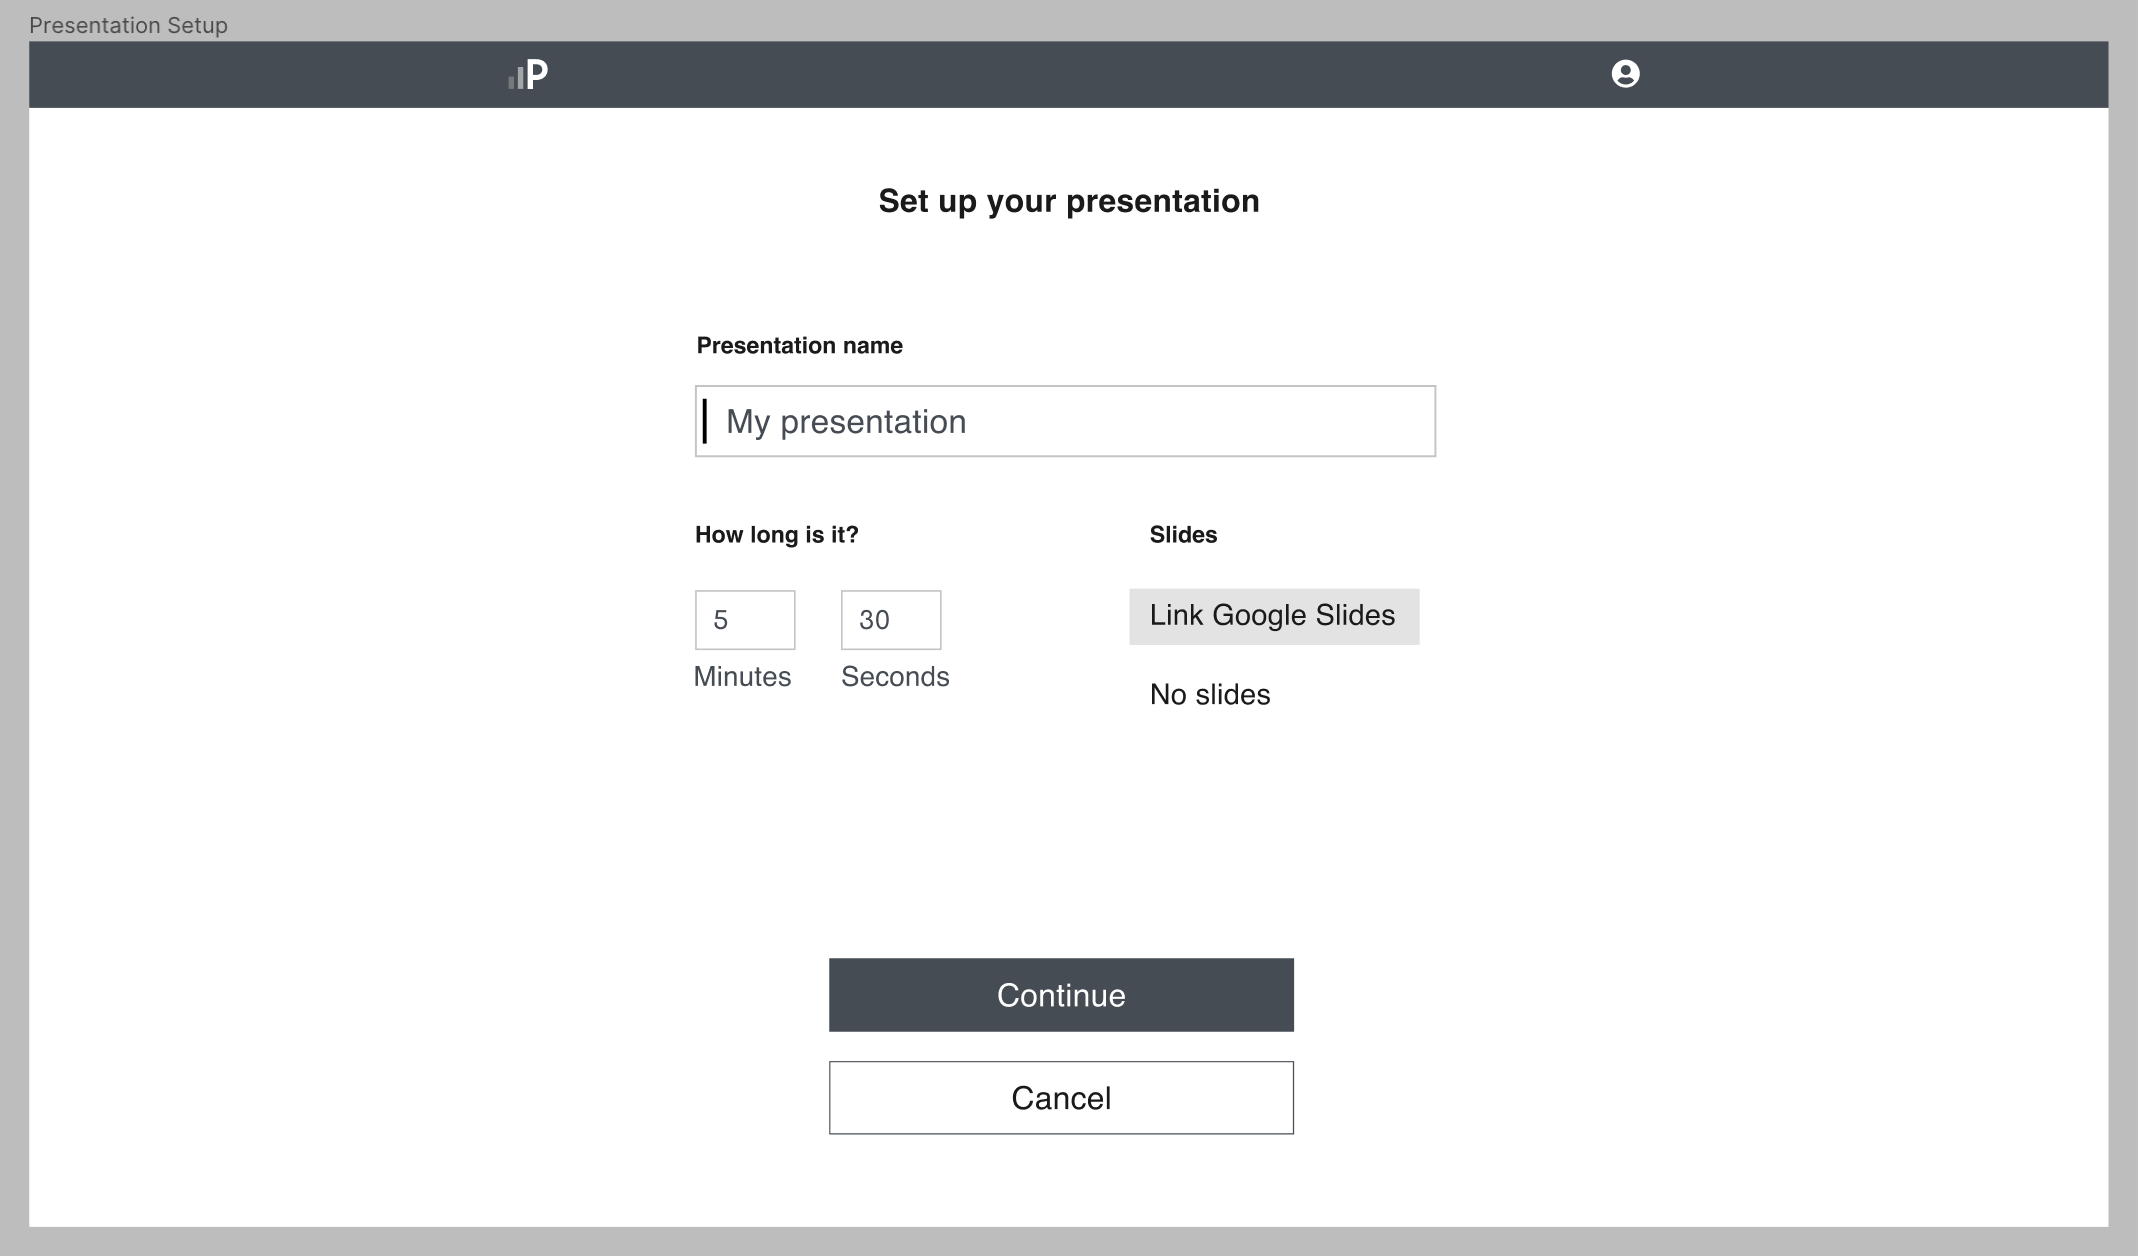 Presentation Setup
P
Set up your presentation
Presentation name
My presentation
How long is it?
Slides
5
30
Link Google Slides
Minutes
Seconds
No slides
Continue
Cancel